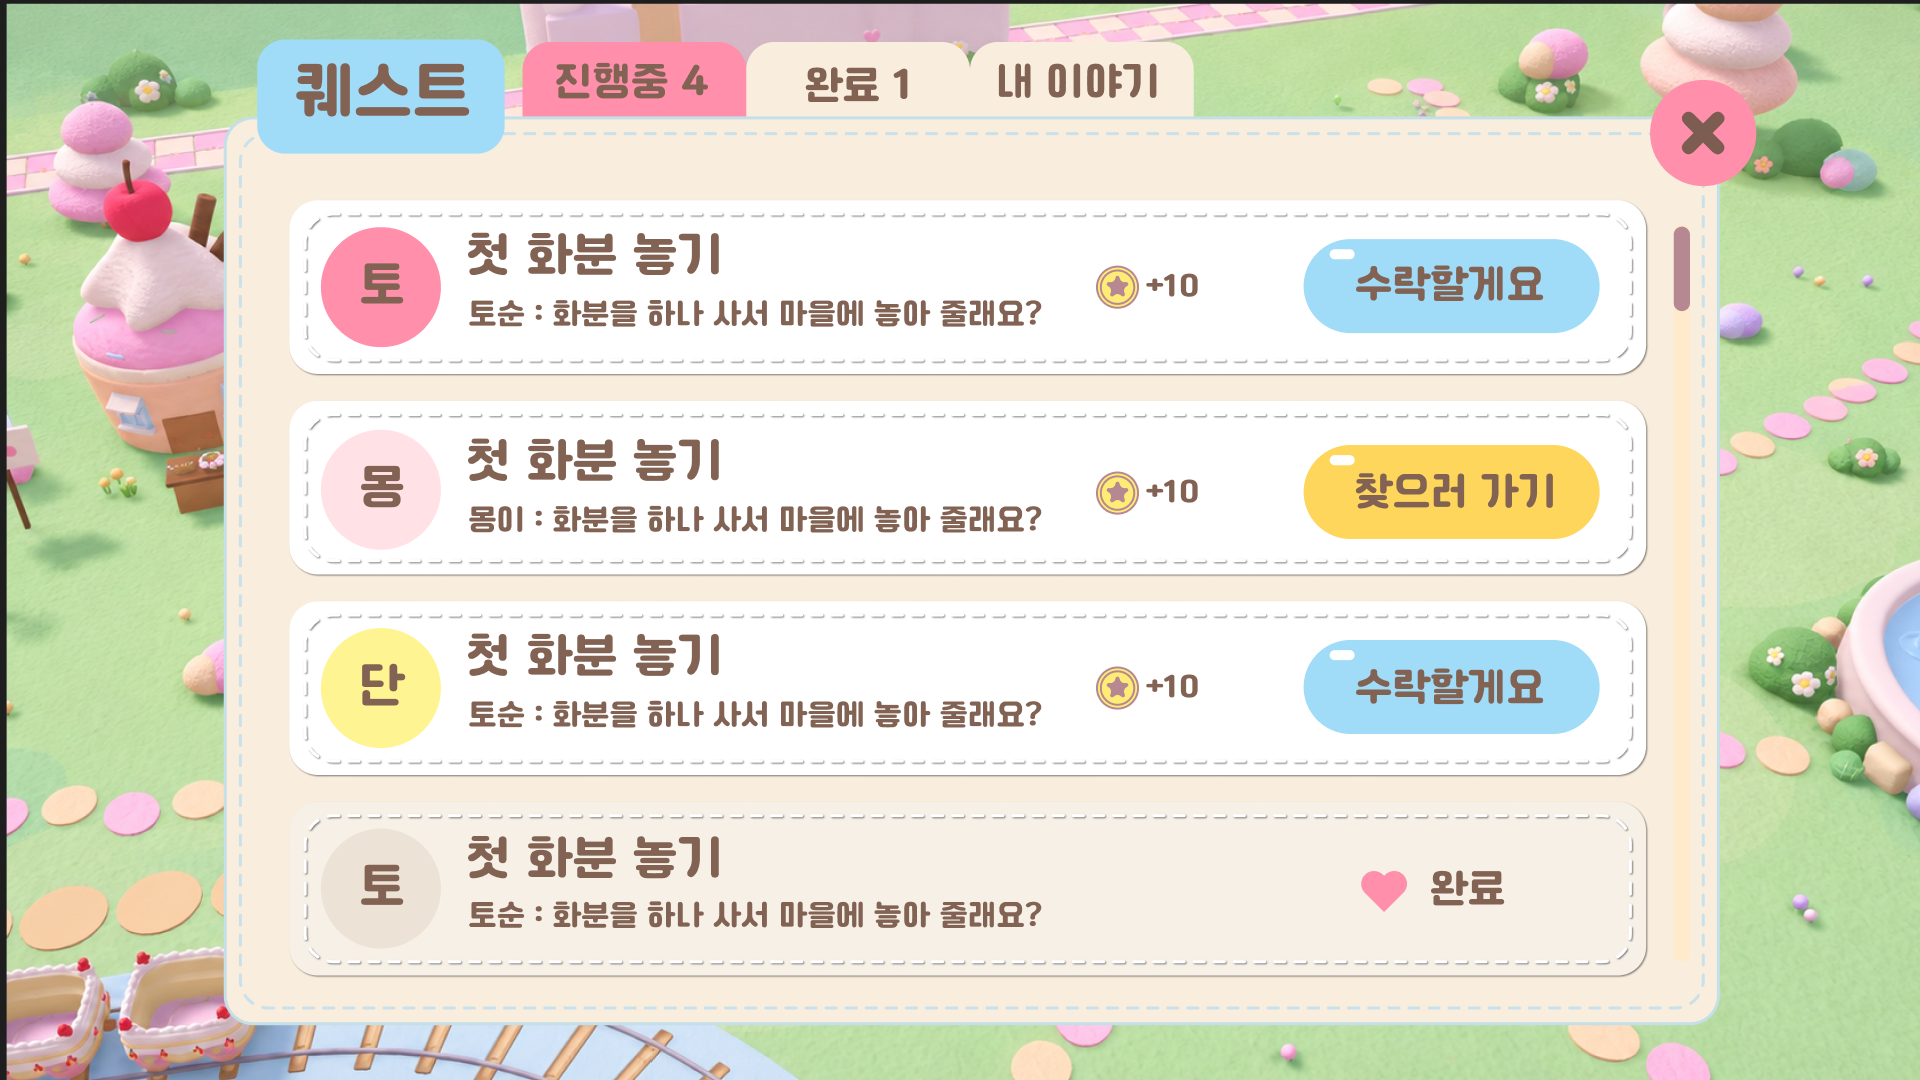 퀘스트
진행중 4
완료 1
내 이야기
토
첫 화분 놓기
토순 : 화분을 하나 사서 마을에 놓아 줄래요?
+10
수락할게요
몽
첫 화분 놓기
몽이 : 화분을 하나 사서 마을에 놓아 줄래요?
+10
찾으러 가기
단
첫 화분 놓기
토순 : 화분을 하나 사서 마을에 놓아 줄래요?
+10
수락할게요
토
첫 화분 놓기
토순 : 화분을 하나 사서 마을에 놓아 줄래요?
완료